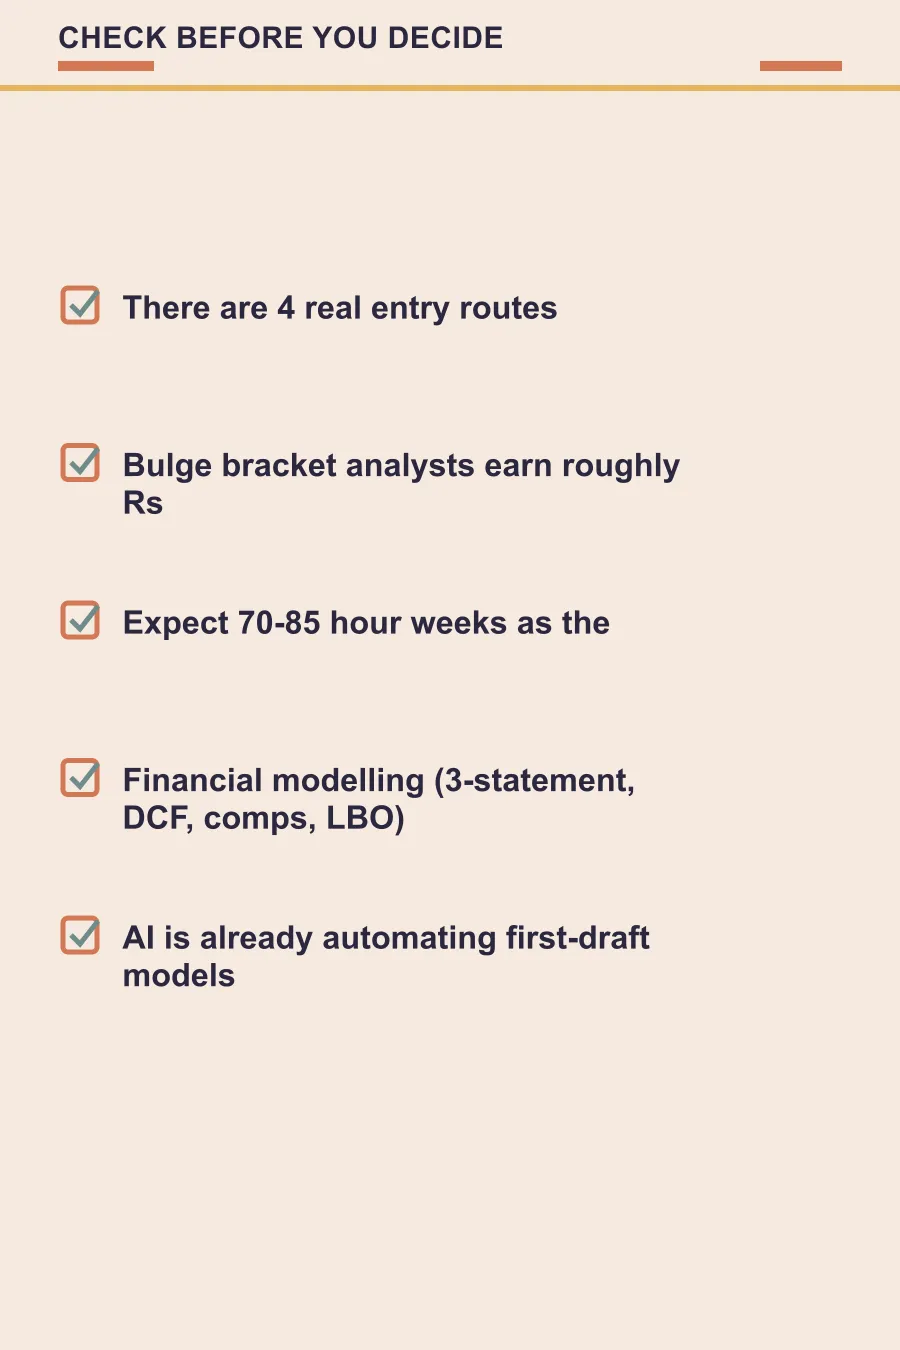 CHECK BEFORE YOU DECIDE
There are 4 real entry routes
Bulge bracket analysts earn roughly
Rs
Expect 70-85 hour weeks as the
Financial modelling (3-statement,
DCF, comps, LBO)
AI is already automating first-draft
models